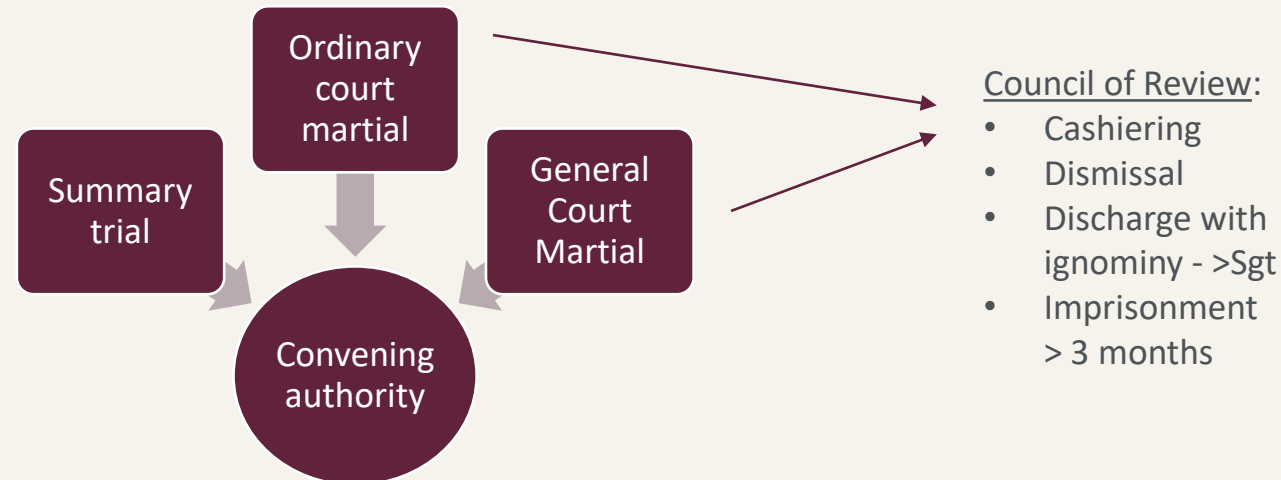 Ordinary
court
martial
Summary
trial
General
Court
Martial
Convening
authority
Council of Review:
• Cashiering
• Dismissal
• Discharge with
ignominy - >Sgt
• Imprisonment
> 3 months